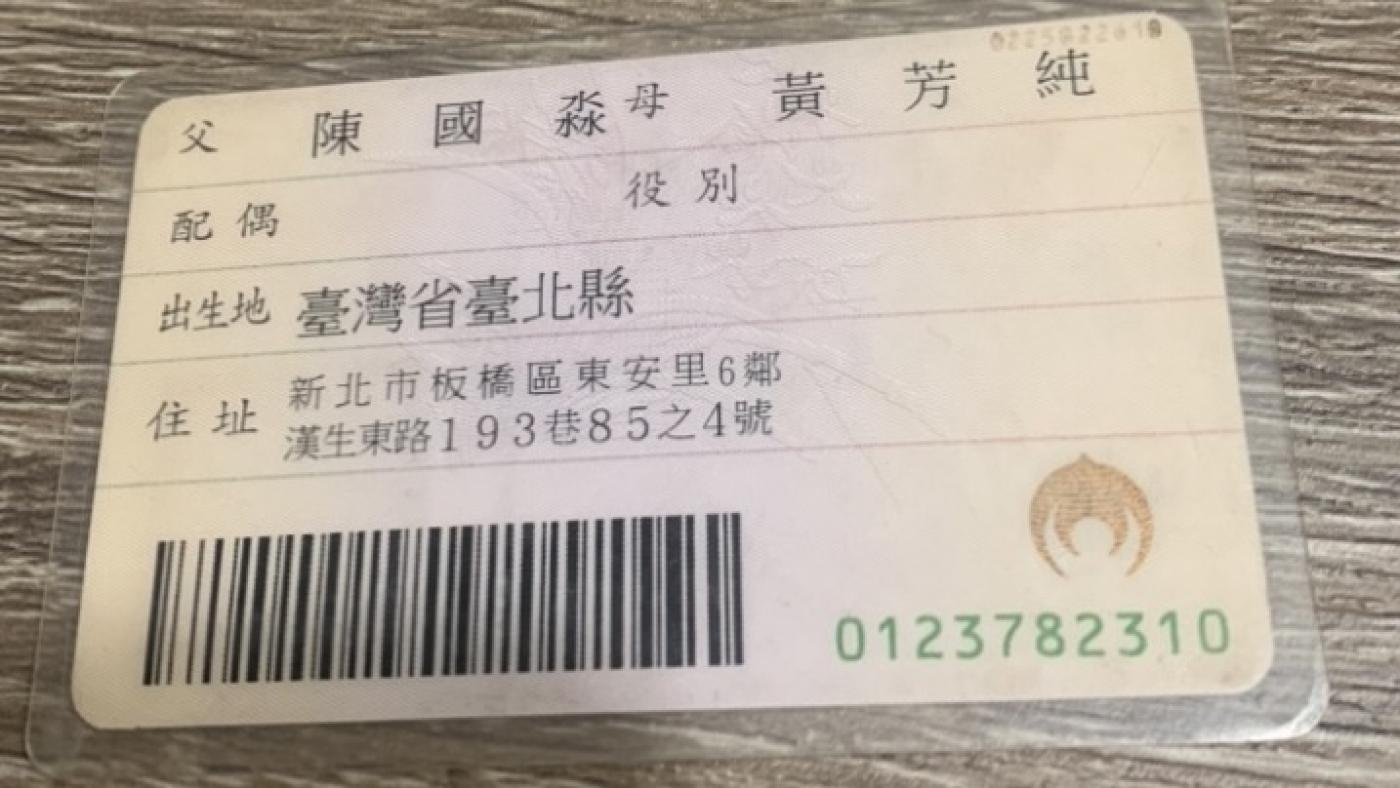 父 陳國淼 母 黃芳純
配偶 役別
出生地 臺灣省臺北縣
住址 新北市板橋區東安里6鄰
漢生東路193巷85之4號
0123782310